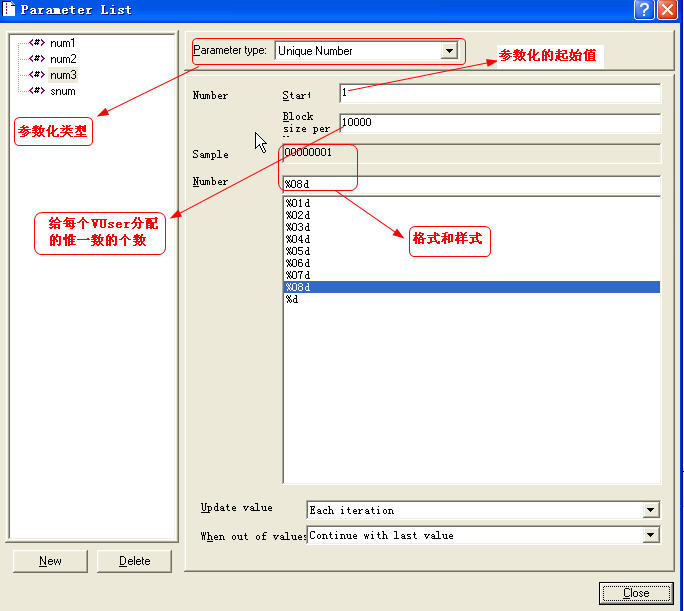 Parameter List
<#> num1
<#> num2
<#> num3
<#> snum
Parameter type: Unique Number
参数化的起始值
参数化类型
Number Start 1
Block
size per 10000
Sample 00000001
Number %08d
%01d
%02d
%03d
%04d
%05d
%06d
%07d
%08d
%d
给每个VUser分配
的惟一数的个数
格式和样式
Update value Each iteration
When out of values Continue with last value
New Delete
Close